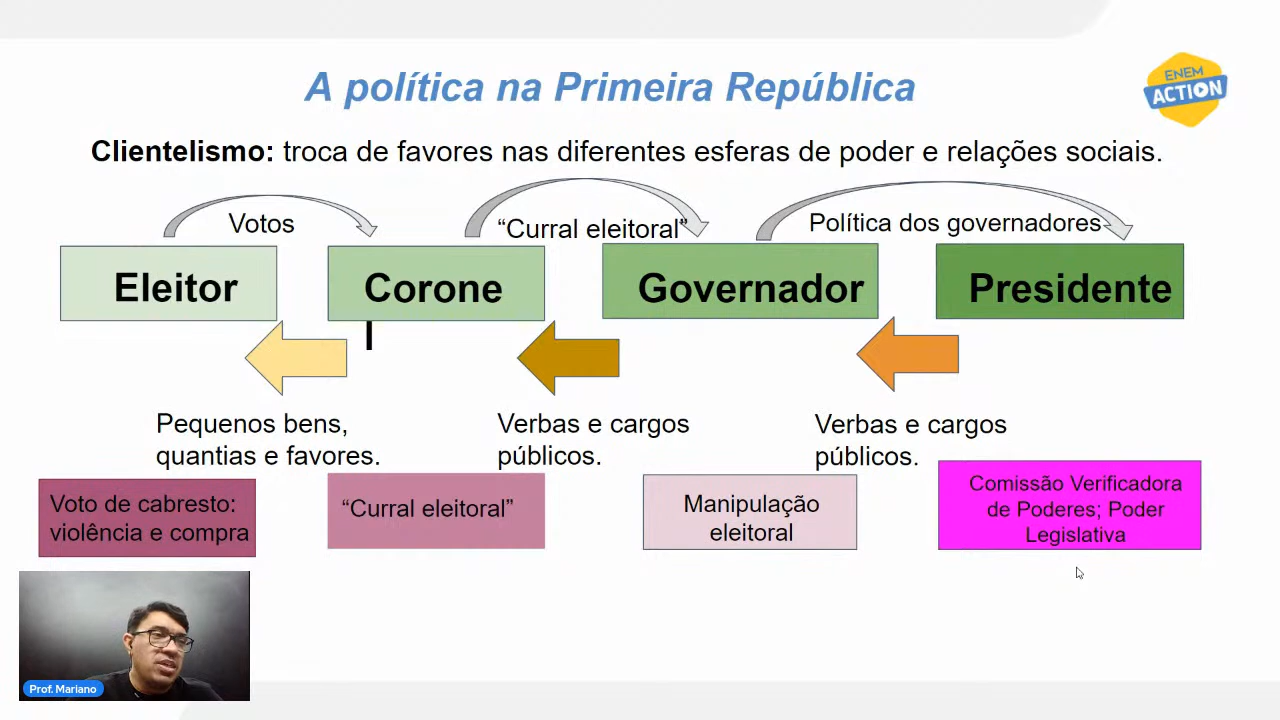 A política na Primeira República
ENEM
ACTION
Clientelismo: troca de favores nas diferentes esferas de poder e relações sociais.
Votos
“Curral eleitoral”
Política dos governadores
Eleitor
Corone
l
Governador
Presidente
Pequenos bens,
quantias e favores.
Verbas e cargos
públicos.
Verbas e cargos
públicos.
Voto de cabresto:
violência e compra
“Curral eleitoral”
Manipulação
eleitoral
Comissão Verificadora
de Poderes; Poder
Legislativa
Prof. Mariano